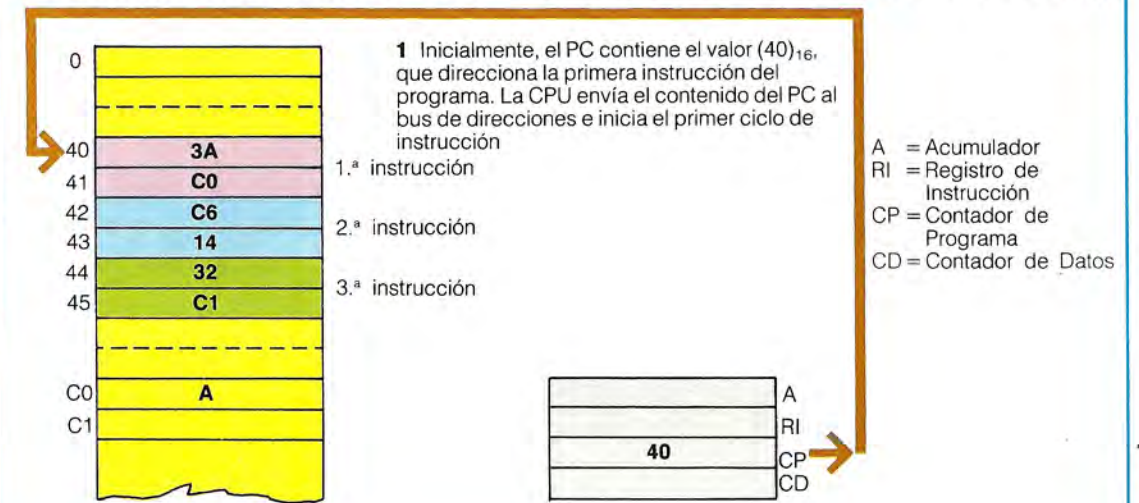 0
1 Inicialmente, el PC contiene el valor (40)₁₆,
que direcciona la primera instrucción del
programa. La CPU envía el contenido del PC al
bus de direcciones e inicia el primer ciclo de
instrucción
40 3A
41 C0
1.ª instrucción
42 C6
43 14
2.ª instrucción
44 32
45 C1
3.ª instrucción
C0 A
C1
A
RI
40 CP
CD
A = Acumulador
RI = Registro de
Instrucción
CP = Contador de
Programa
CD = Contador de Datos